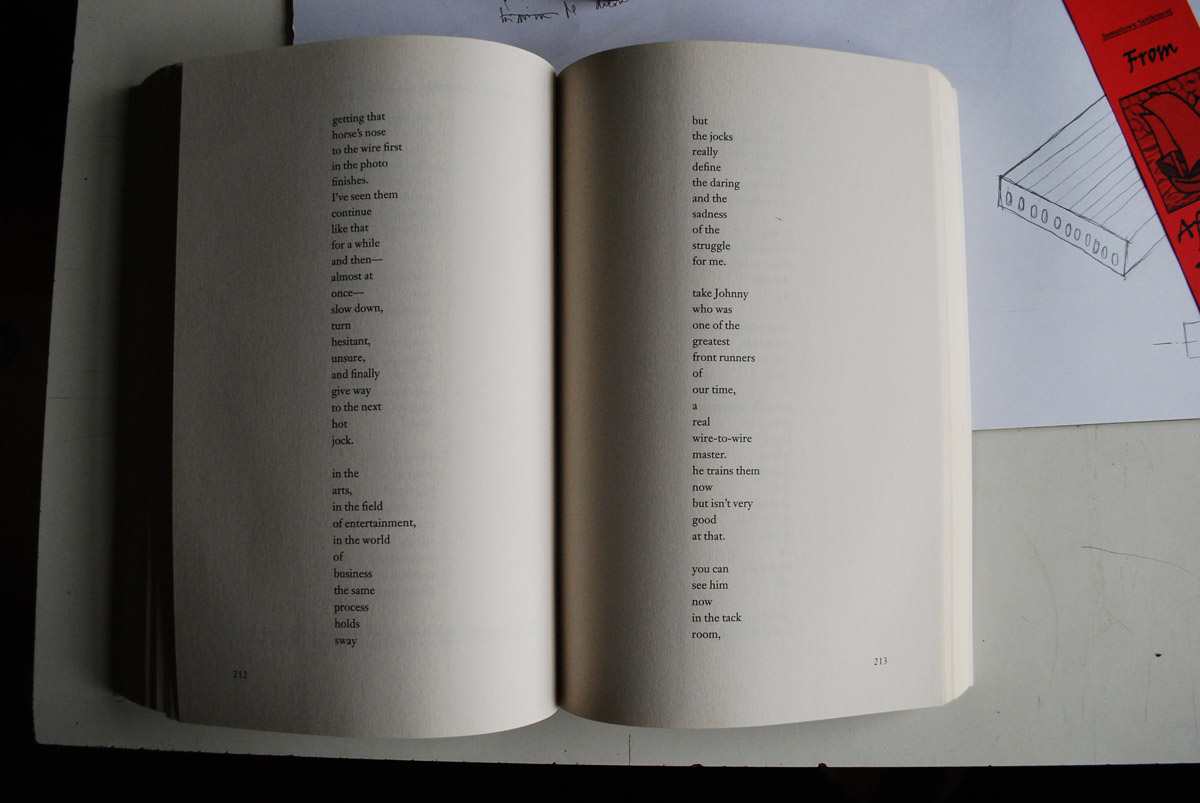 getting that
horse's nose
to the wire first
in the photo
finishes.
I've seen them
continue
like that
for a while
and then—
almost at
once—
slow down,
turn
hesitant,
unsure,
and finally
give way
to the next
hot
jock.
in the
arts,
in the field
of entertainment,
in the world
of
business
the same
process
holds
sway
212
but
the jocks
really
define
the daring
and the
sadness
of the
struggle
for me.
take Johnny
who was
one of the
greatest
front runners
of
our time,
a
real
wire-to-wire
master.
he trains them
now
but isn't very
good
at that.
you can
see him
now
in the tack
room,
213
Jamestown Settlement
From